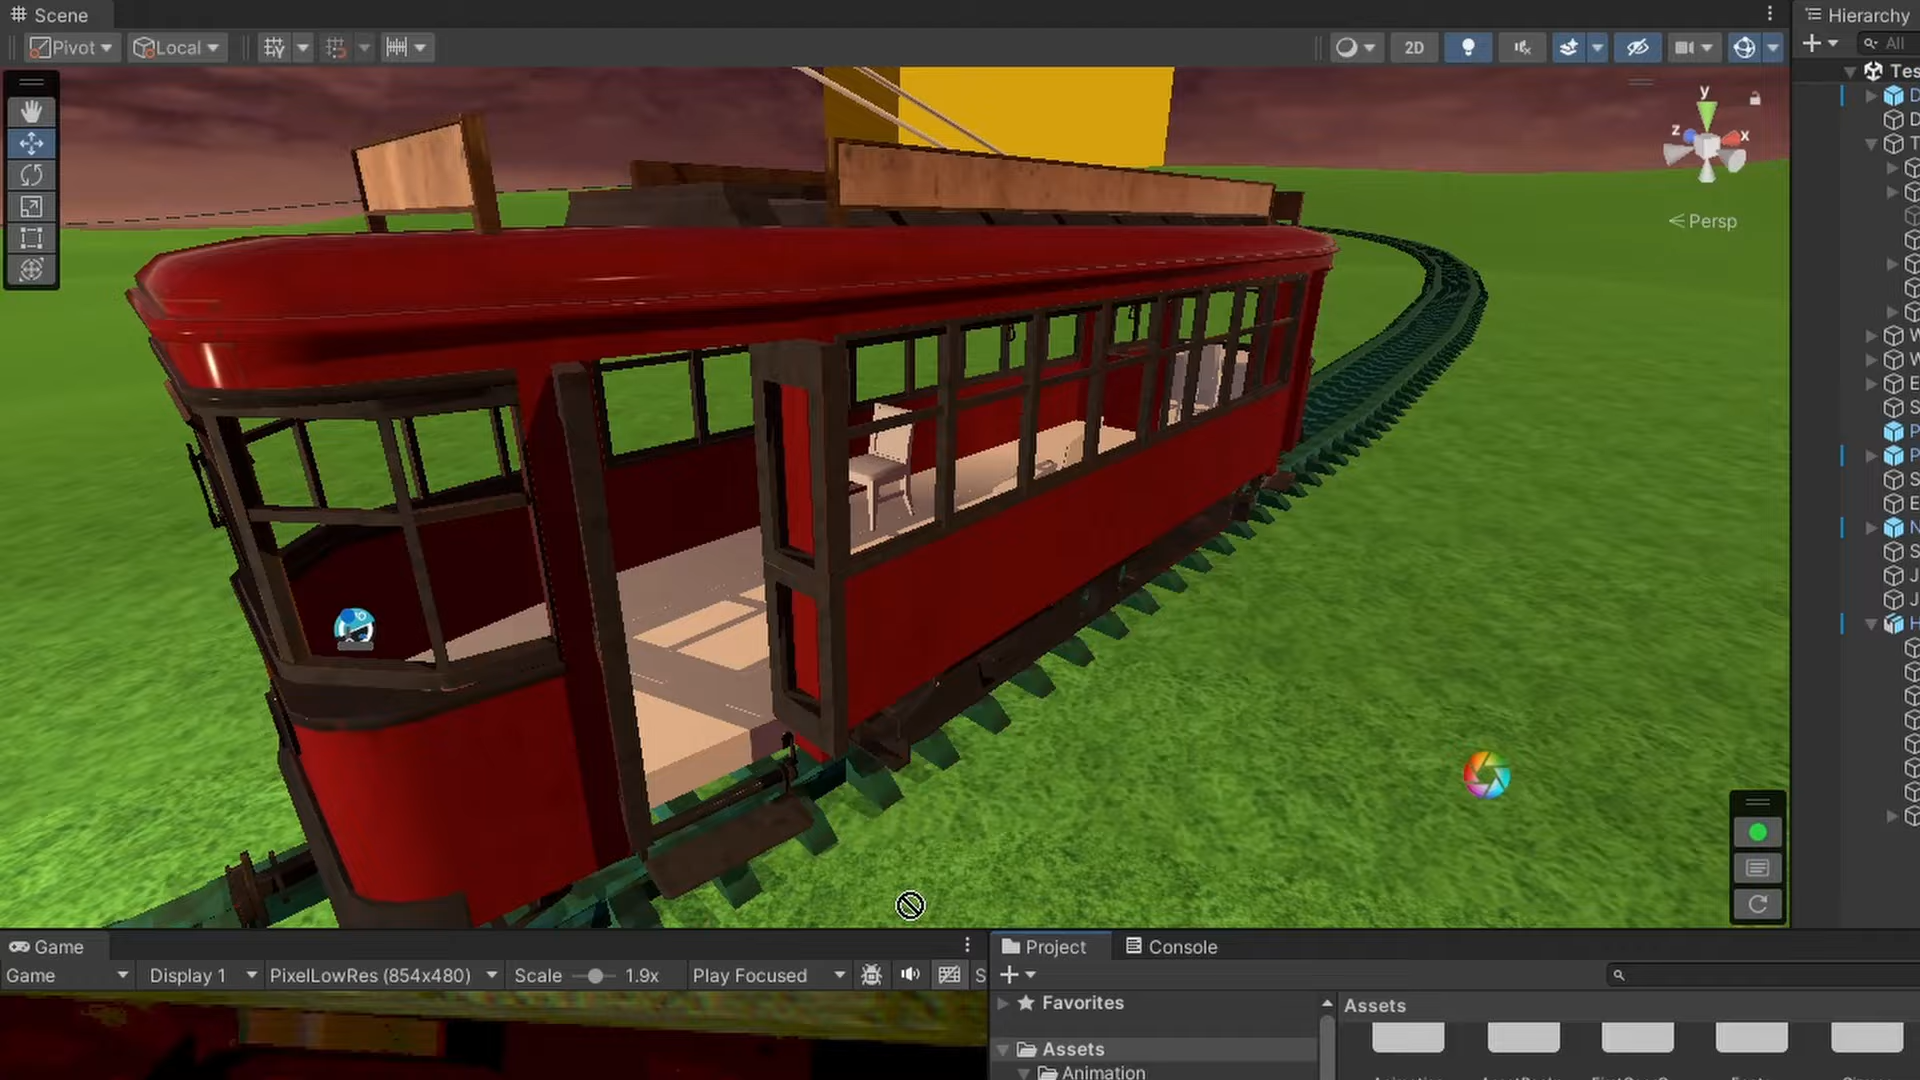 Scene
Hierarchy
Pivot
Local
2D
All
Tes
y
z
x
Persp
Game
Project
Console
Game
Display 1
PixelLowRes (854x480)
Scale
1.9x
Play Focused
S
Favorites
Assets
Assets
Animation